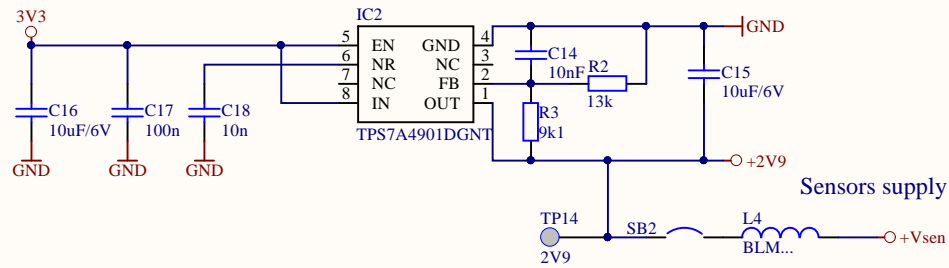 3V3
IC2
GND
5 EN GND 4
6 NR NC 3
7 NC FB 2
8 IN OUT 1
TPS7A4901DGNT
C16
10uF/6V
C17
100n
C18
10n
C14
10nF
R2
13k
R3
9k1
C15
10uF/6V
GND
GND
GND
+2V9
Sensors supply
TP14
2V9
SB2
L4
BLM...
+Vsen